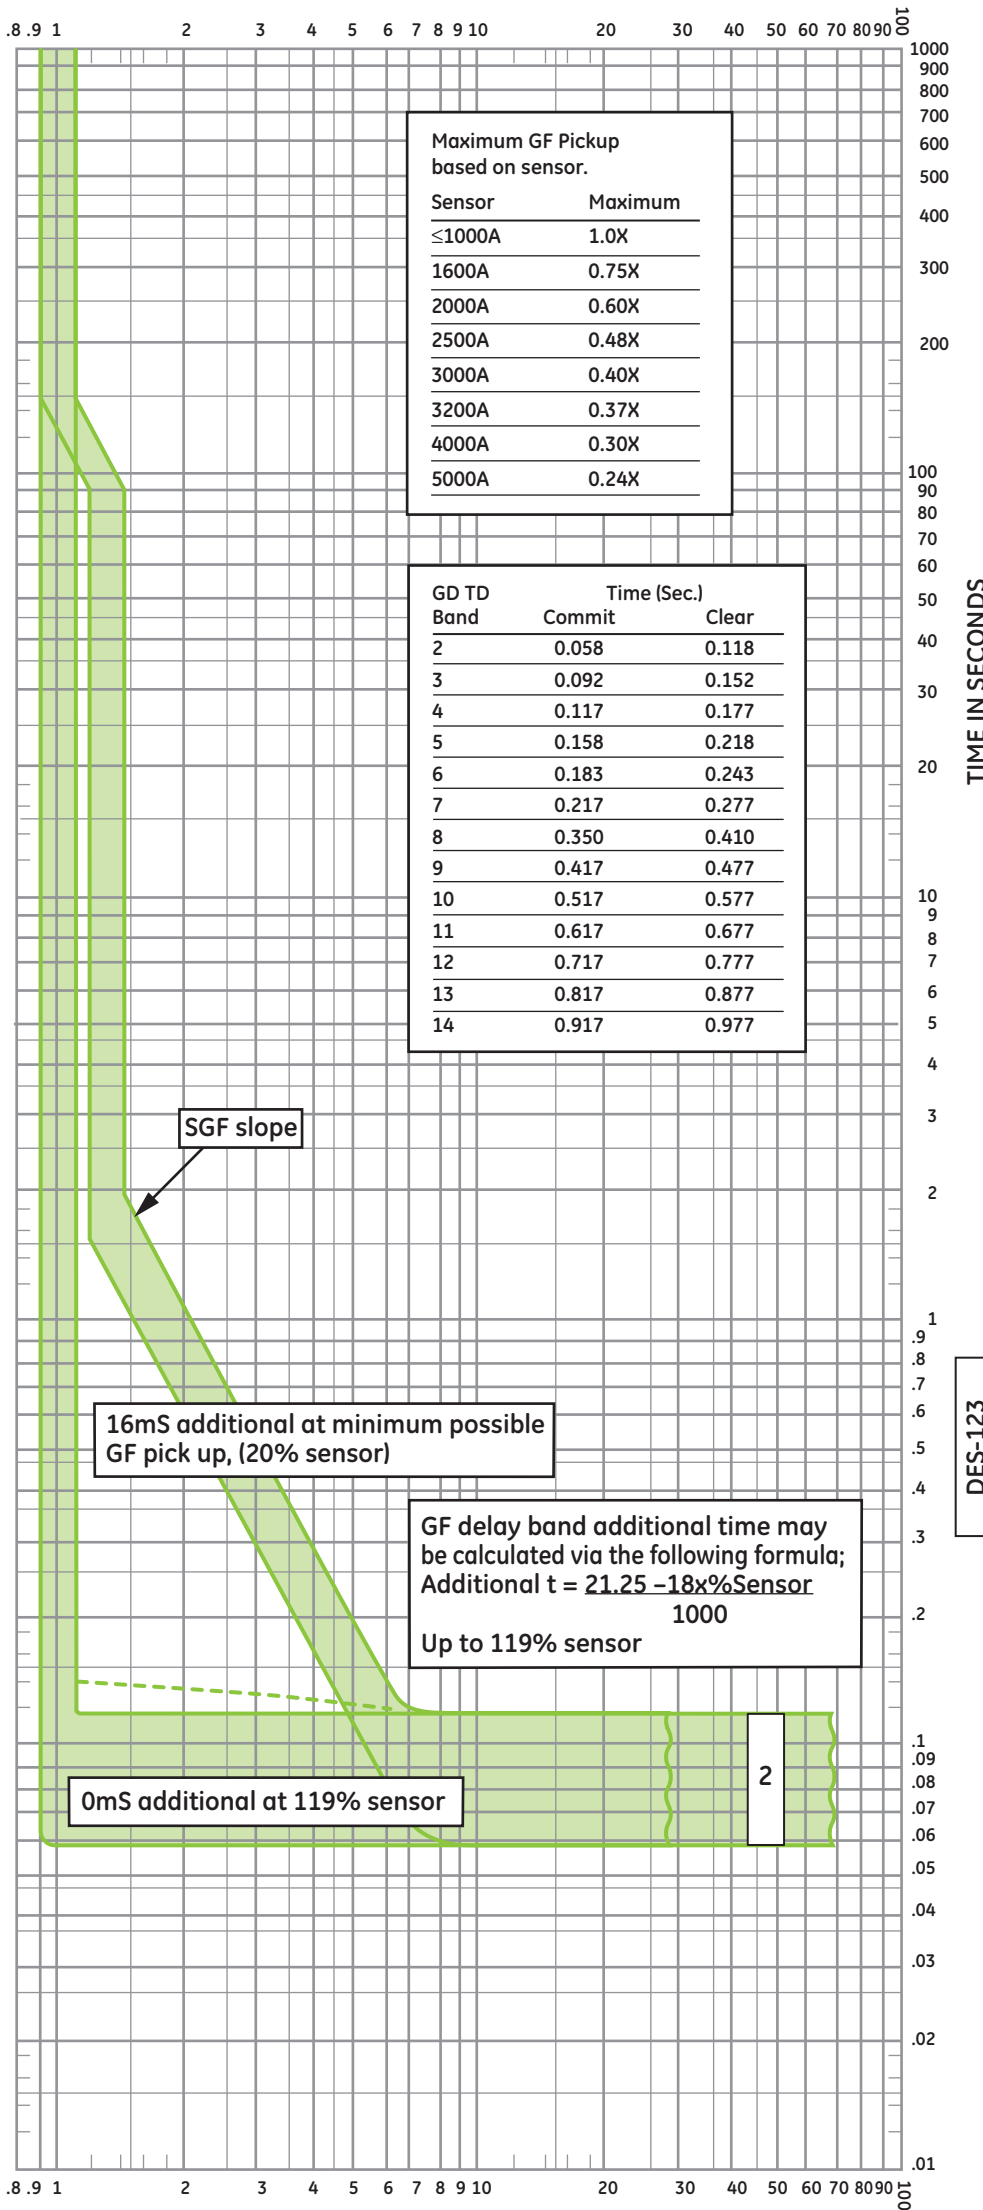 .8 .9 1 2 3 4 5 6 7 8 9 10 20 30 40 50 60 70 80 90 100
1000
900
800
700
600
500
400
300
200
100
90
80
70
60
50
40
30
20
10
9
8
7
6
5
4
3
2
1
.9
.8
.7
.6
.5
.4
.3
.2
.1
.09
.08
.07
.06
.05
.04
.03
.02
.01
TIME IN SECONDS
DES-123
Maximum GF Pickup
based on sensor.
Sensor Maximum
≤1000A 1.0X
1600A 0.75X
2000A 0.60X
2500A 0.48X
3000A 0.40X
3200A 0.37X
4000A 0.30X
5000A 0.24X
GD TD Time (Sec.)
Band Commit Clear
2 0.058 0.118
3 0.092 0.152
4 0.117 0.177
5 0.158 0.218
6 0.183 0.243
7 0.217 0.277
8 0.350 0.410
9 0.417 0.477
10 0.517 0.577
11 0.617 0.677
12 0.717 0.777
13 0.817 0.877
14 0.917 0.977
SGF slope
16mS additional at minimum possible
GF pick up, (20% sensor)
GF delay band additional time may
be calculated via the following formula;
Additional t = 21.25 –18x%Sensor
1000
Up to 119% sensor
2
0mS additional at 119% sensor
.8 .9 1 2 3 4 5 6 7 8 9 10 20 30 40 50 60 70 80 90 100